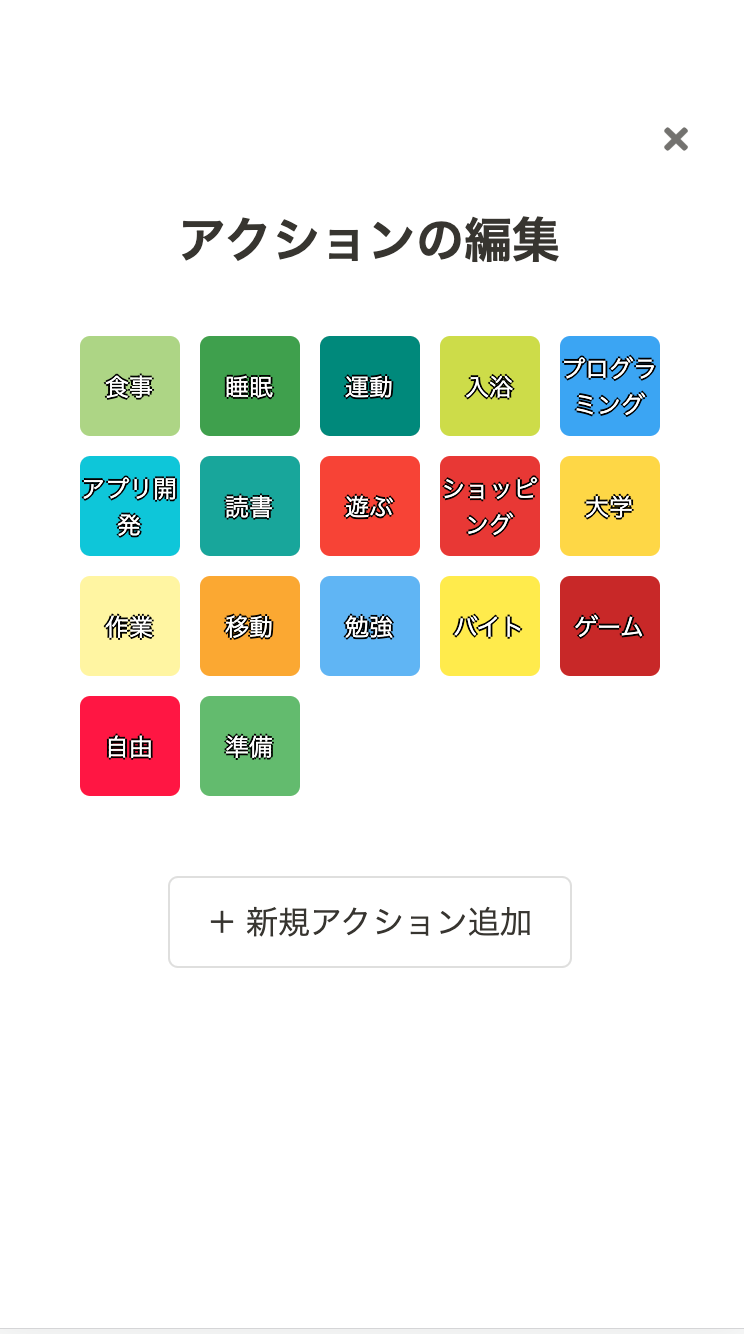 アクションの編集
食事
睡眠
運動
入浴
プログラ
ミング
アプリ開
発
読書
遊ぶ
ショッピ
ング
大学
作業
移動
勉強
バイト
ゲーム
自由
準備
＋ 新規アクション追加